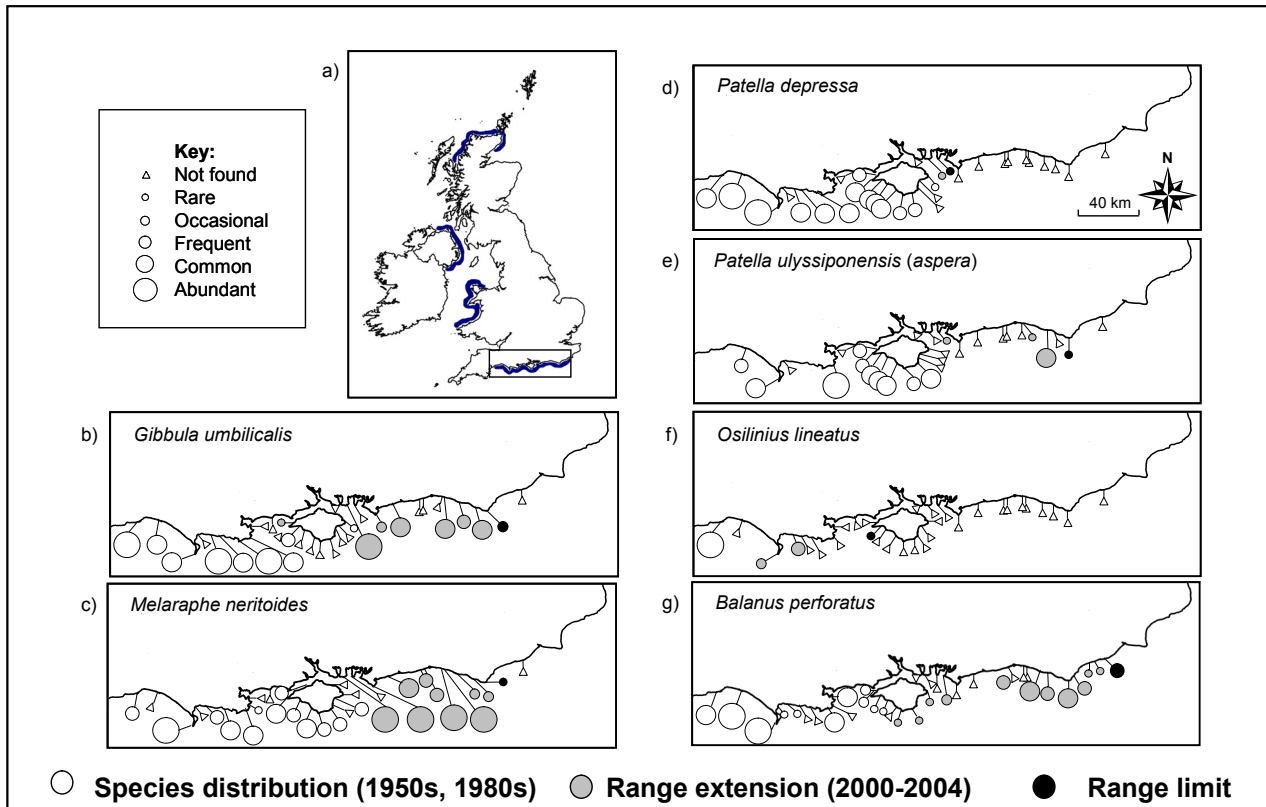 a)
Key:
Not found
Rare
Occasional
Frequent
Common
Abundant
b) Gibbula umbilicalis
c) Melaraphe neritoides
d) Patella depressa
N
40 km
e) Patella ulyssiponensis (aspera)
f) Osilinius lineatus
g) Balanus perforatus
Species distribution (1950s, 1980s) Range extension (2000-2004) Range limit